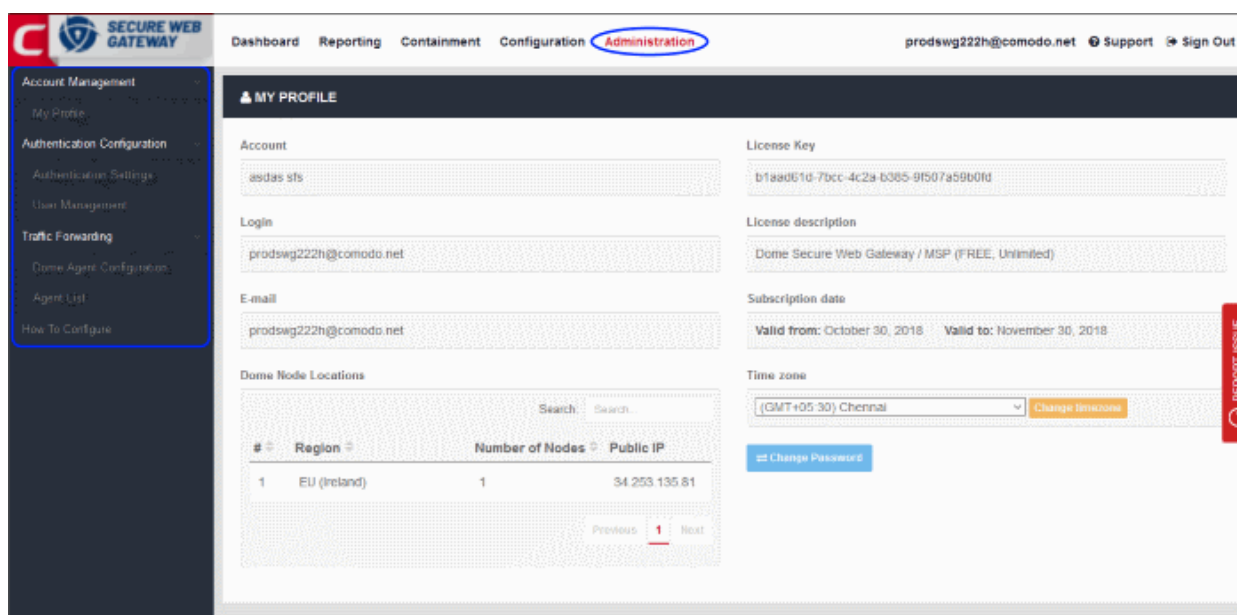 C SECURE WEB GATEWAY
Dashboard Reporting Containment Configuration Administration prodswg222h@comodo.net Support Sign Out
Account Management
My Profile
Authentication Configuration
Authentication Settings
User Management
Traffic Forwarding
Dome Agent Configuration
Agent List
How To Configure
MY PROFILE
Account
asdas sfs
Login
prodswg222h@comodo.net
E-mail
prodswg222h@comodo.net
Dome Node Locations
Search: Search...
# Region Number of Nodes Public IP
1 EU (Ireland) 1 34.253.135.81
Previous 1 Next
License Key
b1aad61d-7bcc-4c2a-b385-9f507a59b0fd
License description
Dome Secure Web Gateway / MSP (FREE, Unlimited)
Subscription date
Valid from: October 30, 2018 Valid to: November 30, 2018
Time zone
(GMT+05:30) Chennai Change timezone
Change Password
REPORT ISSUE